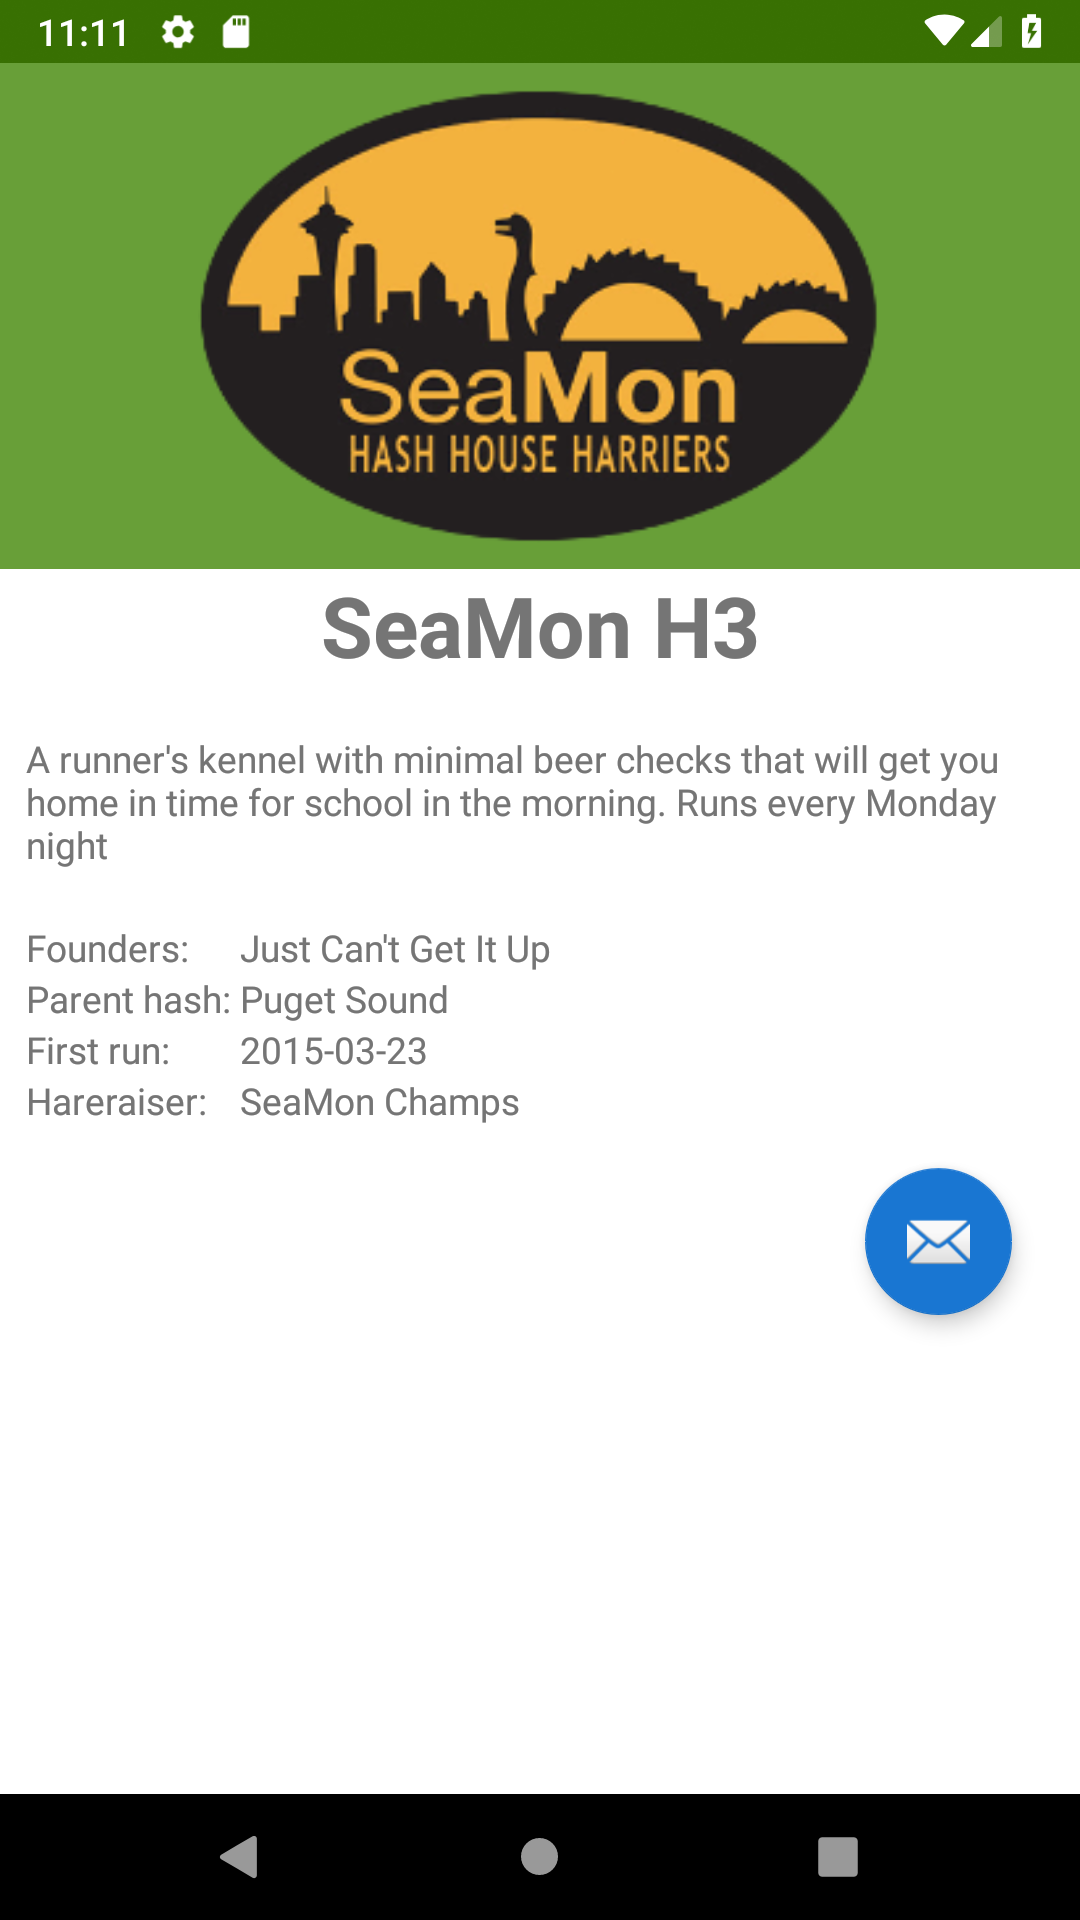 11:11
SeaMon
HASH HOUSE HARRIERS
SeaMon H3
A runner's kennel with minimal beer checks that will get you
home in time for school in the morning. Runs every Monday
night
Founders: Just Can't Get It Up
Parent hash: Puget Sound
First run: 2015-03-23
Hareraiser: SeaMon Champs